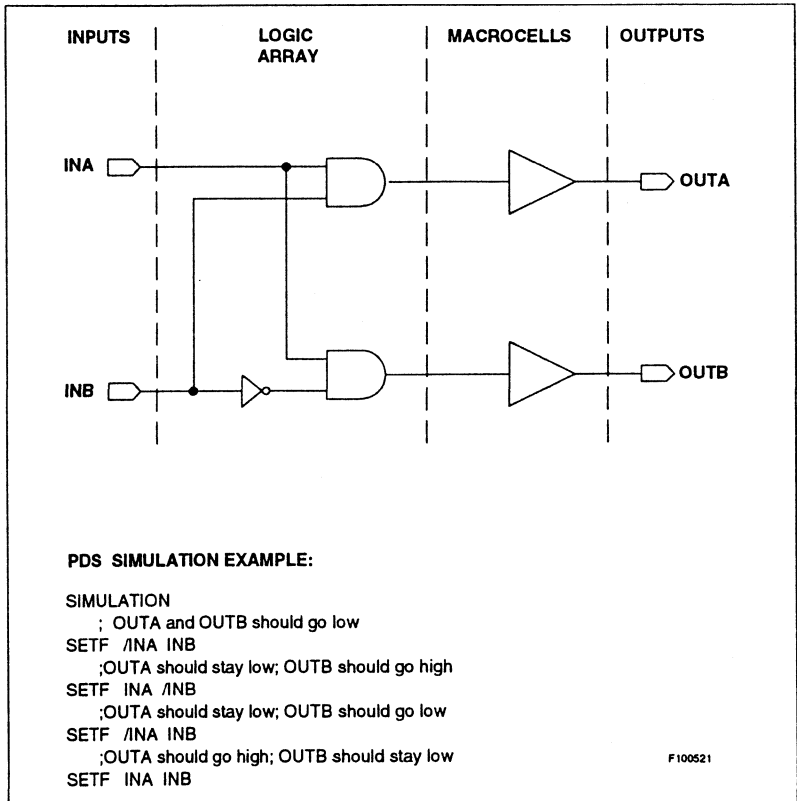 INPUTS LOGIC ARRAY MACROCELLS OUTPUTS
INA OUTA
INB OUTB
PDS SIMULATION EXAMPLE:
SIMULATION
; OUTA and OUTB should go low
SETF /INA INB
;OUTA should stay low; OUTB should go high
SETF INA /INB
;OUTA should stay low; OUTB should go low
SETF /INA INB
;OUTA should go high; OUTB should stay low
SETF INA INB
F100521